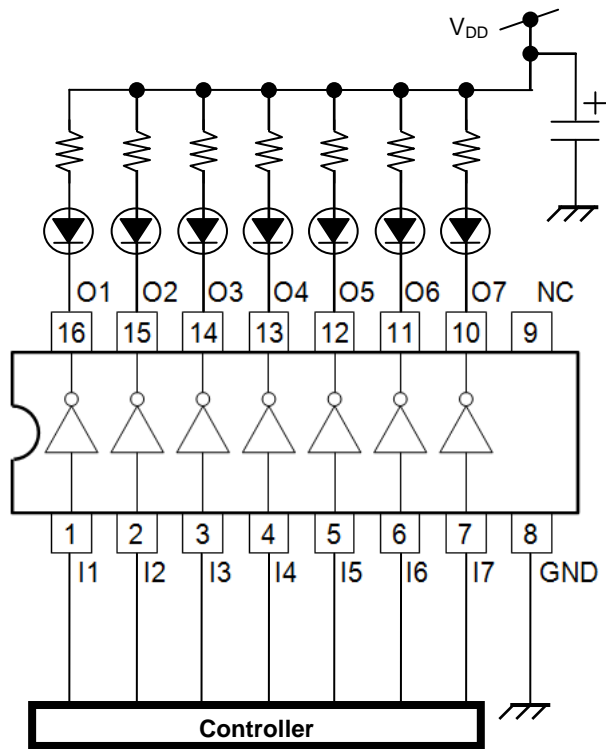 VDD
+
O1 O2 O3 O4 O5 O6 O7 NC
16 15 14 13 12 11 10 9
1 2 3 4 5 6 7 8
I1 I2 I3 I4 I5 I6 I7 GND
Controller